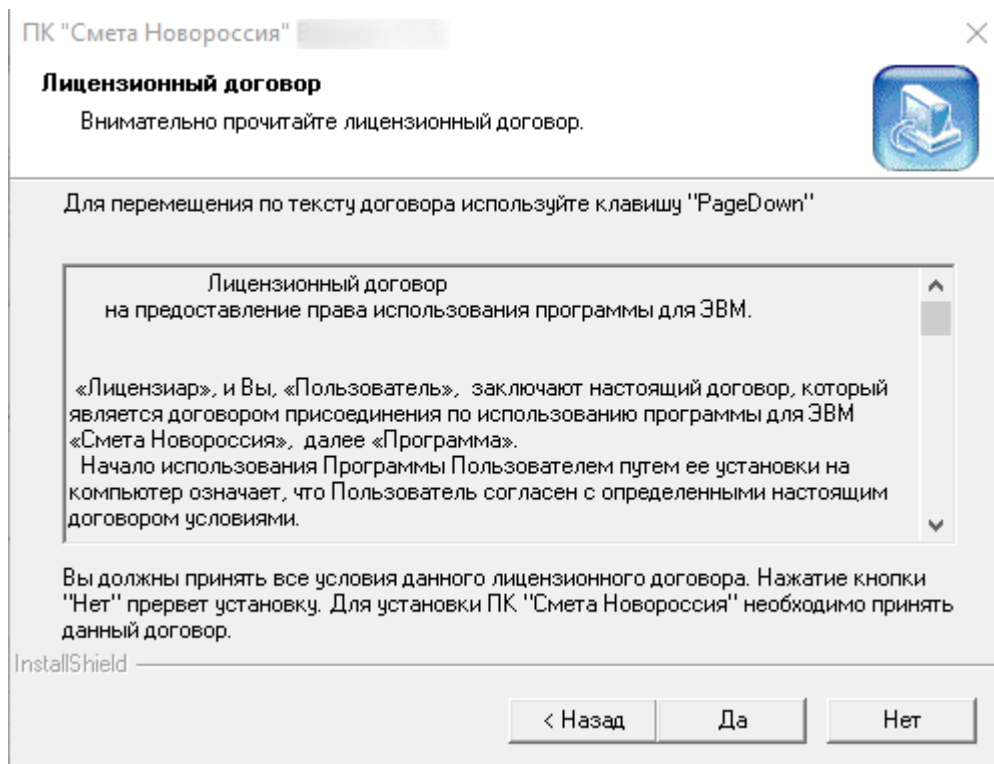 ПК "Смета Новороссия"
Лицензионный договор
Внимательно прочитайте лицензионный договор.
Для перемещения по тексту договора используйте клавишу "PageDown"
Лицензионный договор
на предоставление права использования программы для ЭВМ.
«Лицензиар», и Вы, «Пользователь», заключают настоящий договор, который
является договором присоединения по использованию программы для ЭВМ
«Смета Новороссия», далее «Программа».
Начало использования Программы Пользователем путем ее установки на
компьютер означает, что Пользователь согласен с определенными настоящим
договором условиями.
Вы должны принять все условия данного лицензионного договора. Нажатие кнопки
"Нет" прервет установку. Для установки ПК "Смета Новороссия" необходимо принять
данный договор.
InstallShield
< Назад Да Нет